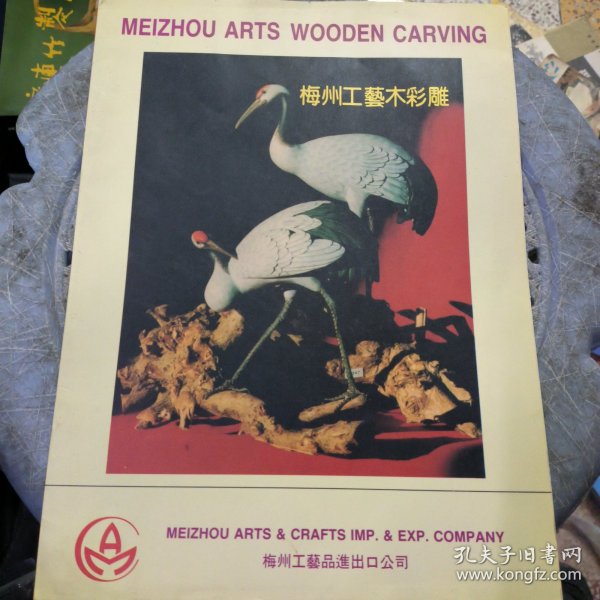 MEIZHOU ARTS WOODEN CARVING
梅州工藝木彩雕
MEIZHOU ARTS & CRAFTS IMP. & EXP. COMPANY
梅州工藝品進出口公司
孔夫子旧书网
www.kongfz.com